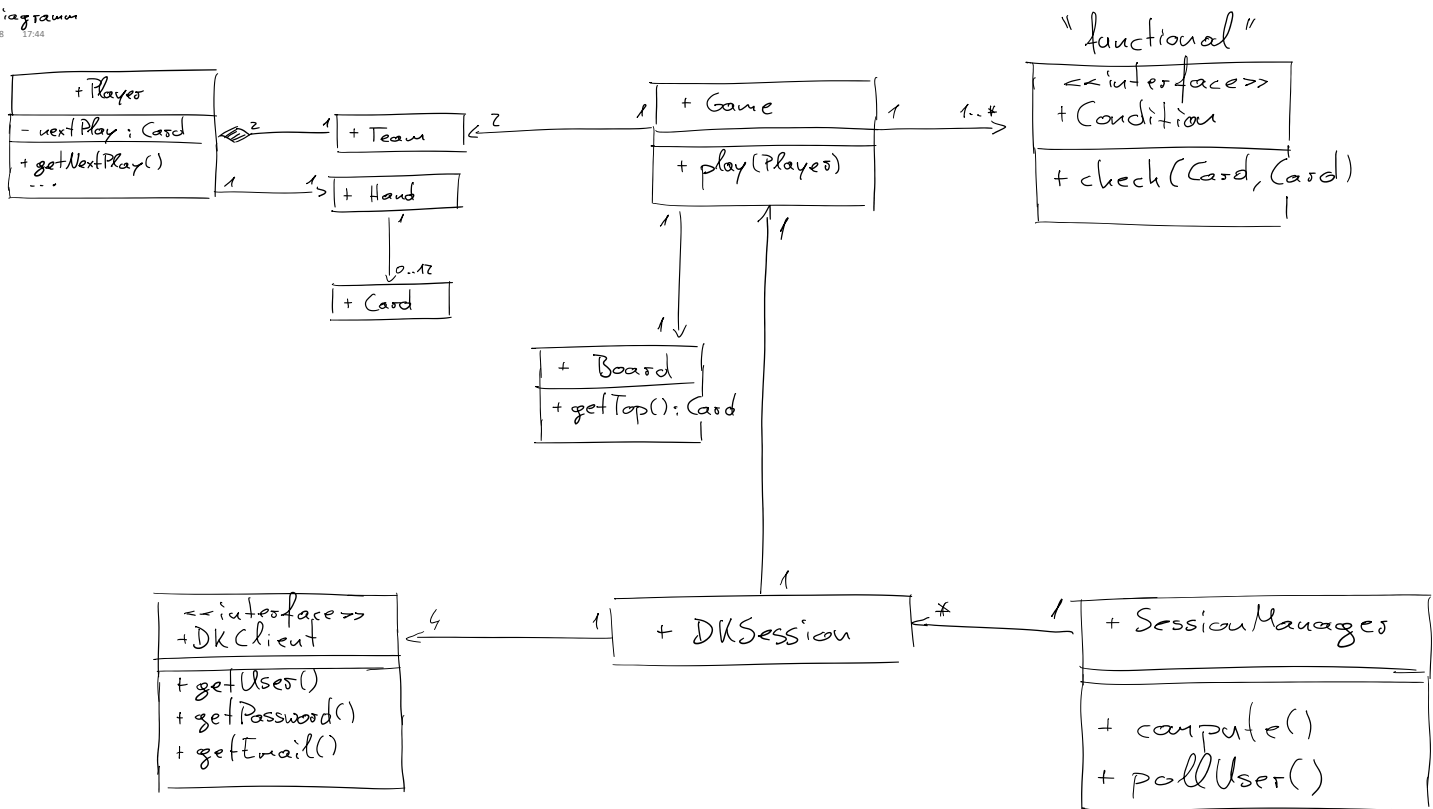 iagramm
8 17:44
"functional"
+ Player
- nextPlay : Card
+ getNextPlay()
...
2
1
+ Team
2
1
+ Game
+ play(Player)
1
1..*
<<interface>>
+ Condition
+ check(Card, Card)
1
1
+ Hand
1
0..12
+ Card
1
1
+ Board
+ getTop() : Card
1
1
<<interface>>
+ DKClient
+ getUser()
+ getPassword()
+ getEmail()
4
1
+ DKSession
*
1
+ SessionManager
+ compute()
+ pollUser()